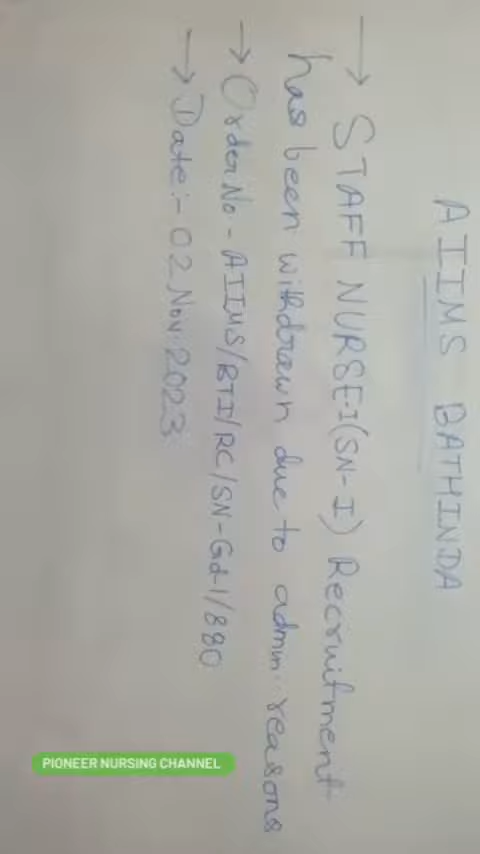 AIIMS BATHINDA
→ STAFF NURSE-I (SN-I) Recruitment
has been withdrawn due to admn. reasons
→ Order No - AIIMS/BTI/RC/SN-Gd-1/880
→ Date:- 02 Nov. 2023
PIONEER NURSING CHANNEL